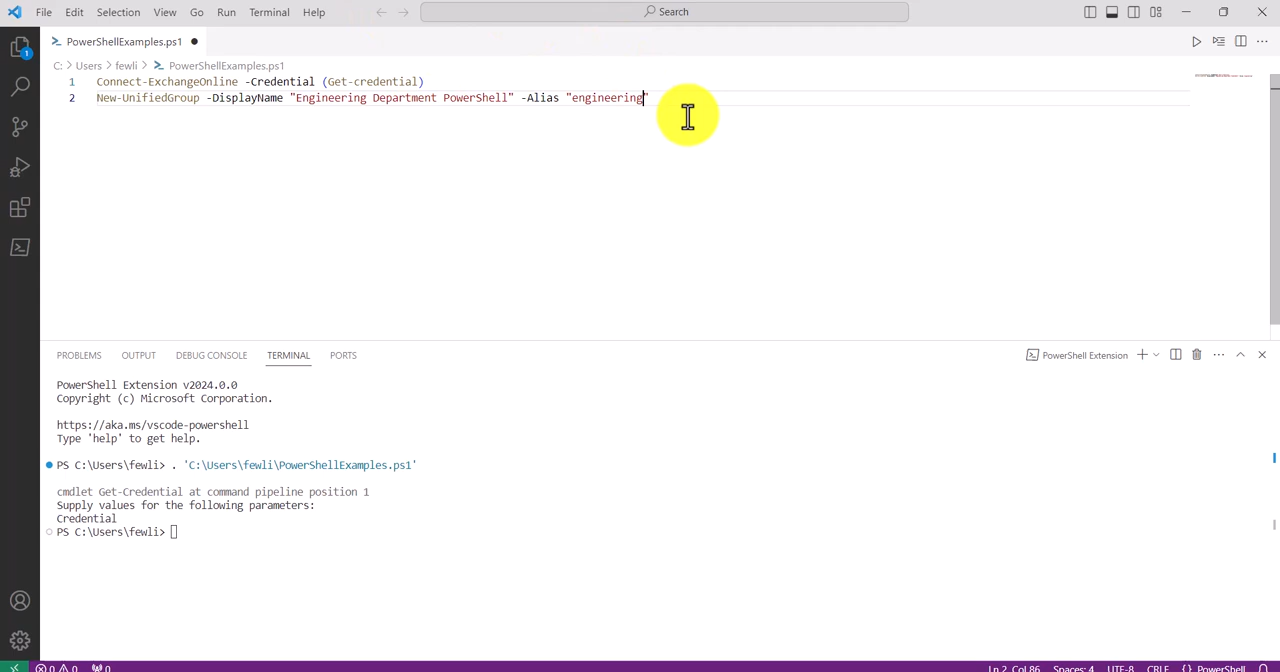 File Edit Selection View Go Run Terminal Help Search
PowerShellExamples.ps1
C: > Users > fewli > PowerShellExamples.ps1
1 Connect-ExchangeOnline -Credential (Get-credential)
2 New-UnifiedGroup -DisplayName "Engineering Department PowerShell" -Alias "engineering"
PROBLEMS OUTPUT DEBUG CONSOLE TERMINAL PORTS PowerShell Extension
PowerShell Extension v2024.0.0
Copyright (c) Microsoft Corporation.
https://aka.ms/vscode-powershell
Type 'help' to get help.
PS C:\Users\fewli> . 'C:\Users\fewli\PowerShellExamples.ps1'
cmdlet Get-Credential at command pipeline position 1
Supply values for the following parameters:
Credential
PS C:\Users\fewli>
0 0 0 Ln 2, Col 86 Spaces: 4 UTF-8 CRLF {} PowerShell